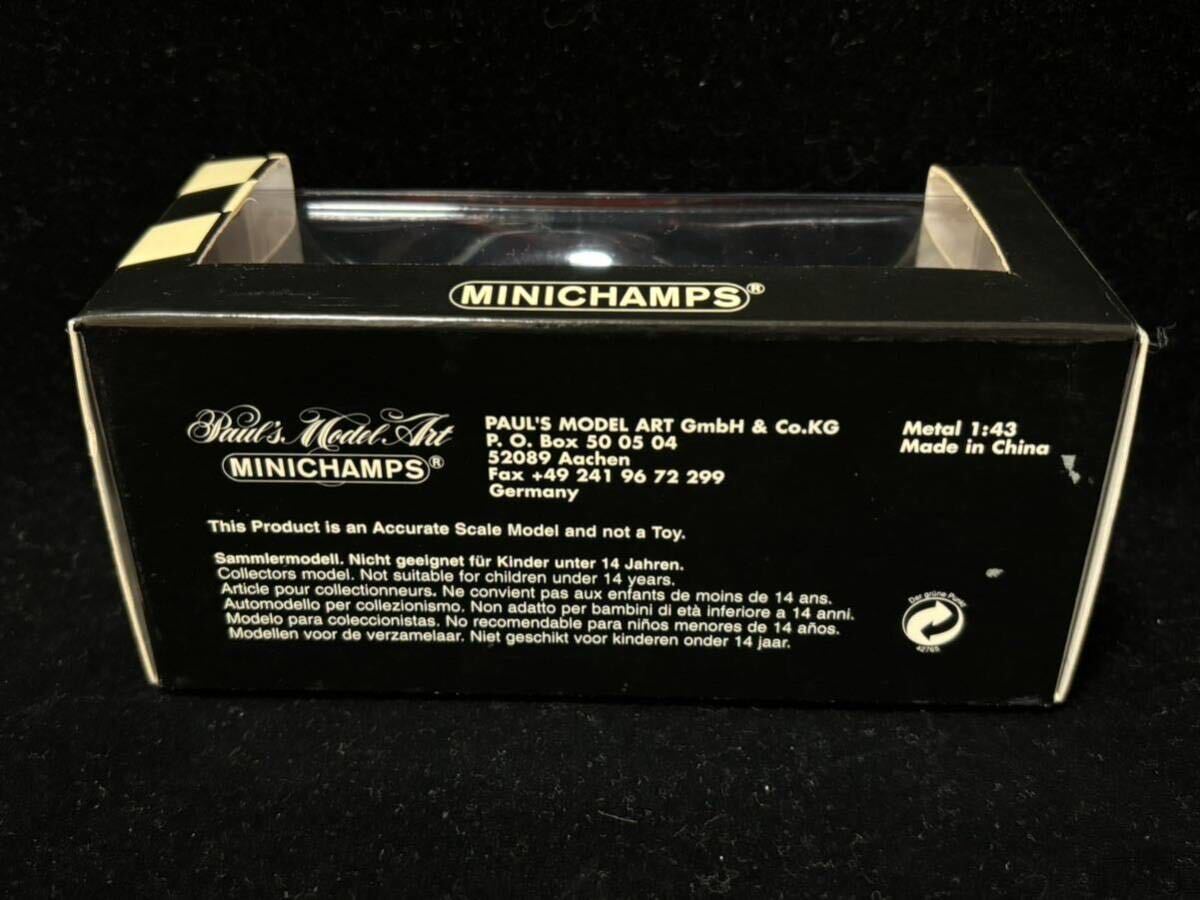 MINICHAMPS®
Paul's Model Art
MINICHAMPS®
PAUL'S MODEL ART GmbH & Co.KG
P. O. Box 50 05 04
52089 Aachen
Fax +49 241 96 72 299
Germany
Metal 1:43
Made in China
This Product is an Accurate Scale Model and not a Toy.
Sammlermodell. Nicht geeignet für Kinder unter 14 Jahren.
Collectors model. Not suitable for children under 14 years.
Article pour collectionneurs. Ne convient pas aux enfants de moins de 14 ans.
Automodello per collezionismo. Non adatto per bambini di età inferiore a 14 anni.
Modelo para coleccionistas. No recomendable para niños menores de 14 años.
Modellen voor de verzamelaar. Niet geschikt voor kinderen onder 14 jaar.
Der grüne Punkt
42765